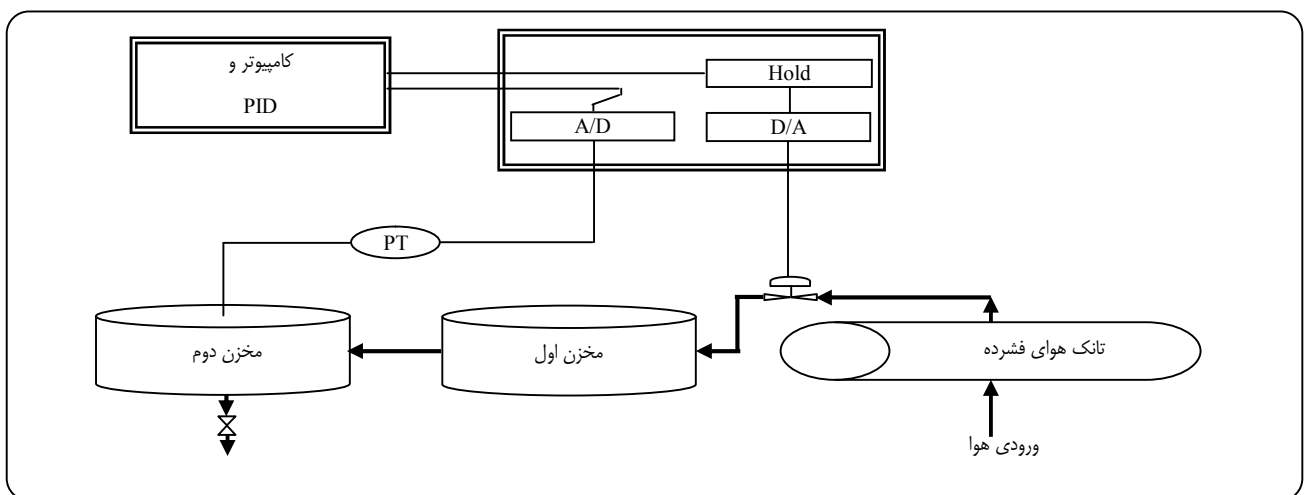 کامپیوتر و
PID
Hold
A/D
D/A
PT
مخزن دوم
مخزن اول
تانک هوای فشرده
ورودی هوا